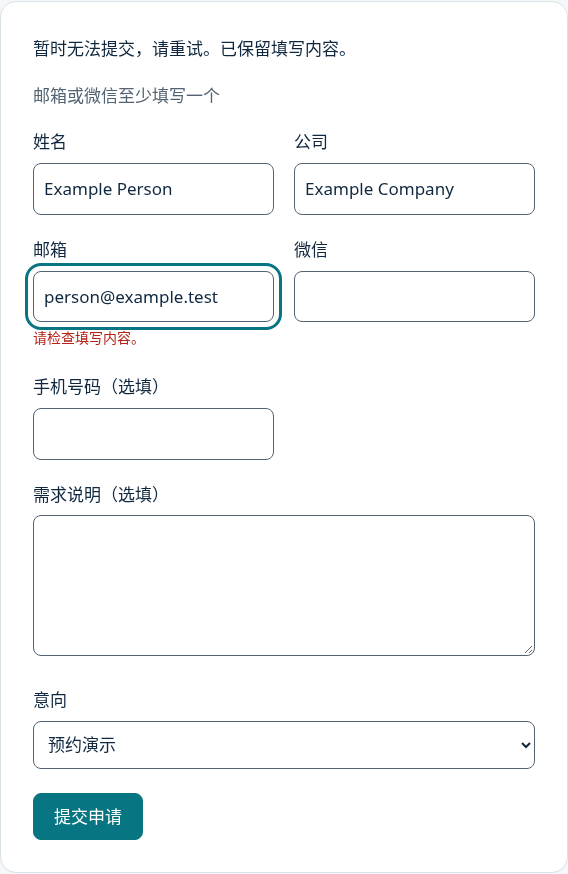 暂时无法提交，请重试。已保留填写内容。
邮箱或微信至少填写一个
姓名
公司
Example Person
Example Company
邮箱
微信
person@example.test
请检查填写内容。
手机号码（选填）
需求说明（选填）
意向
预约演示
提交申请